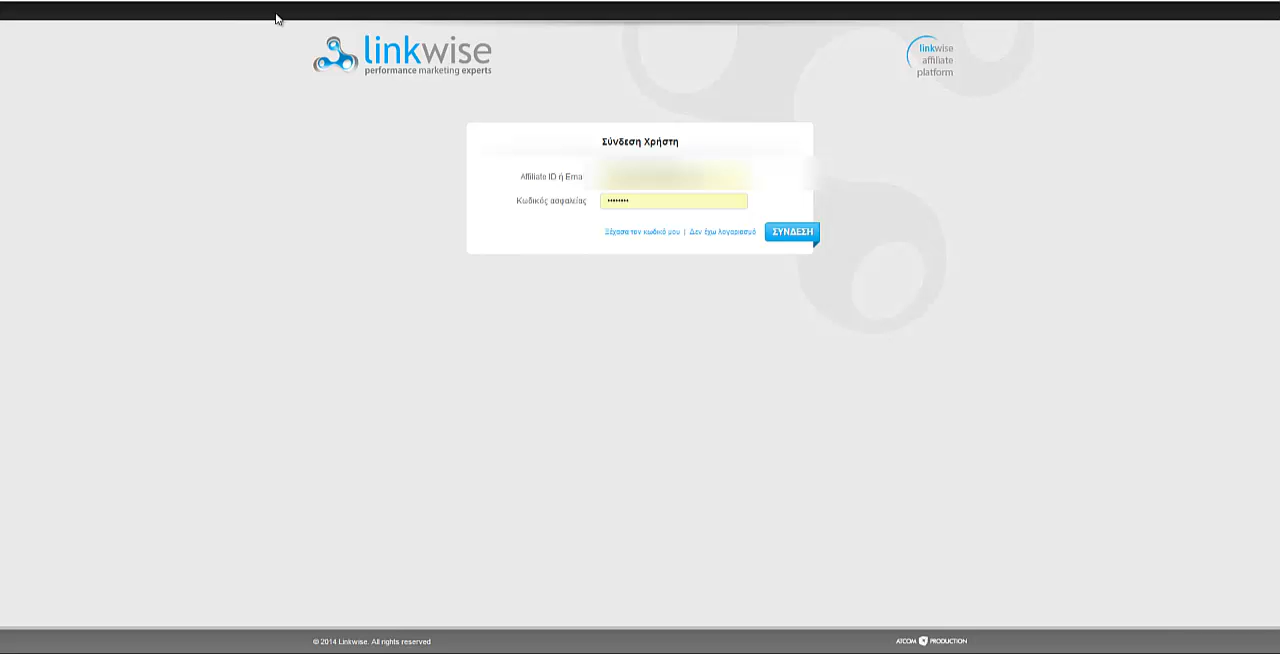 linkwise
performance marketing experts
linkwise
affiliate
platform
Σύνδεση Χρήστη
Affiliate ID ή Ema
Κωδικός ασφαλείας ••••••••
Ξέχασα τον κωδικό μου | Δεν έχω λογαριασμό ΣΥΝΔΕΣΗ
© 2014 Linkwise. All rights reserved
ATCOM PRODUCTION